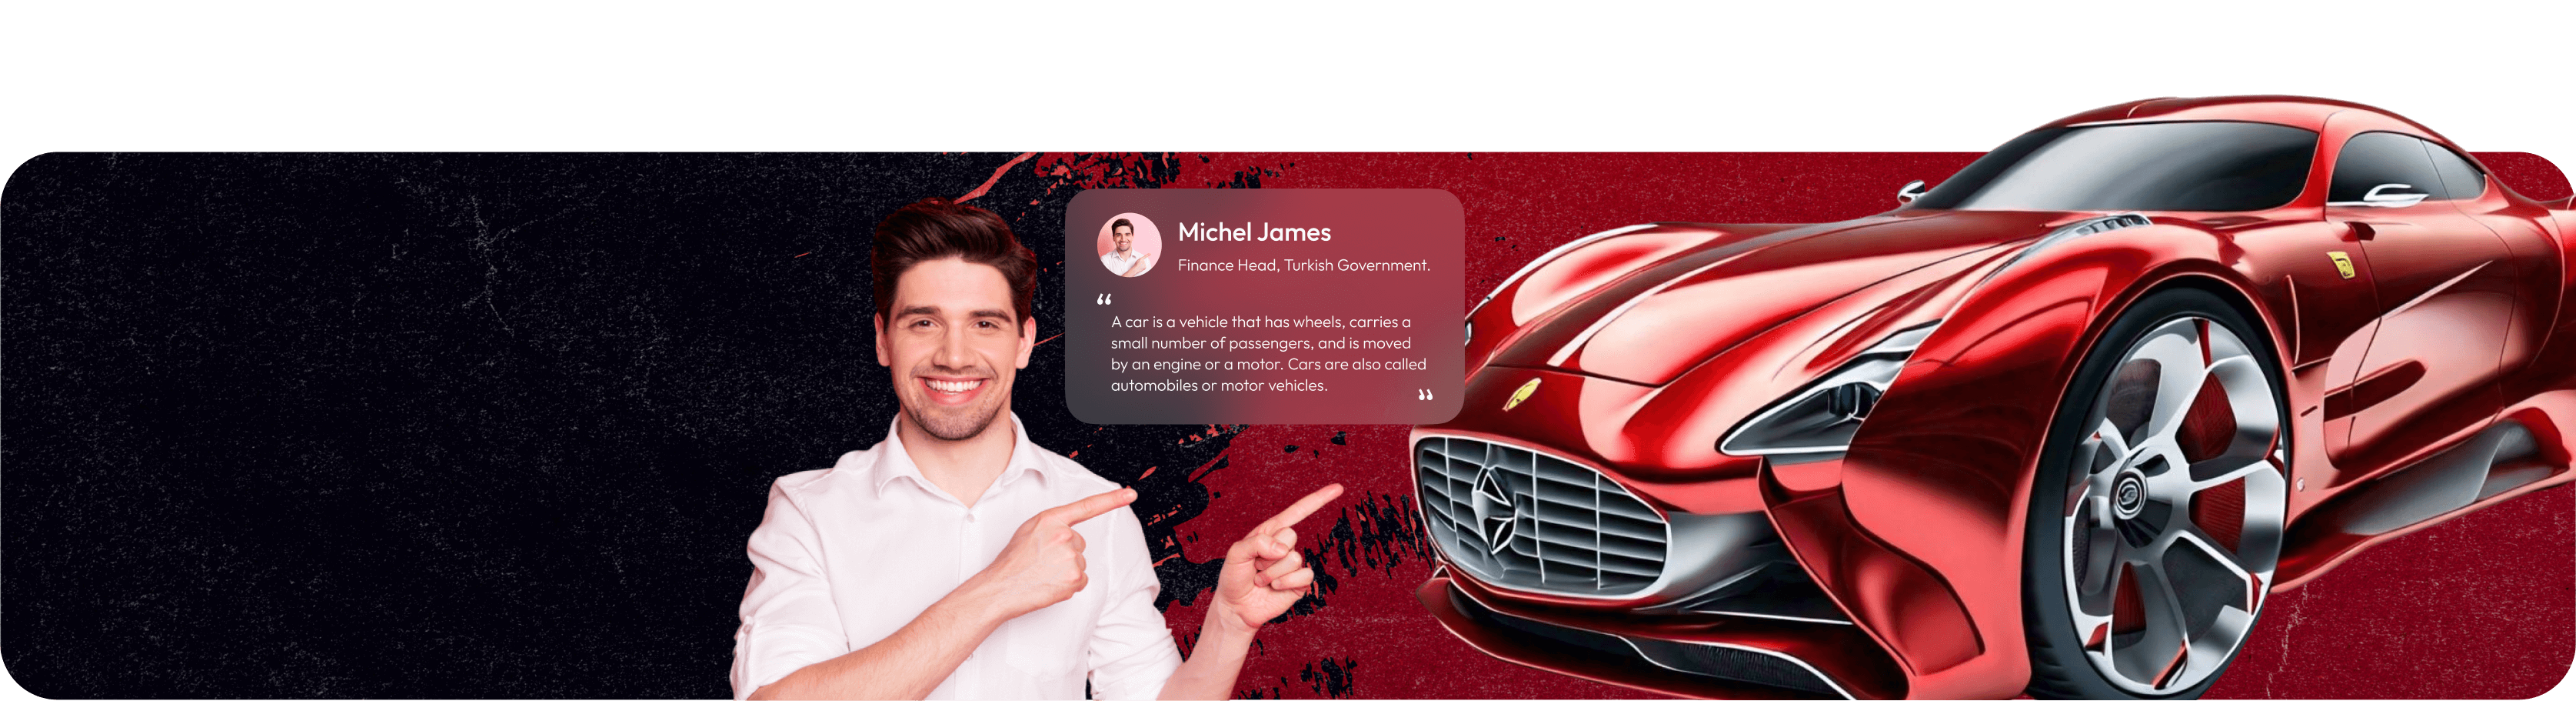 Michel James
Finance Head, Turkish Government.
“
A car is a vehicle that has wheels, carries a
small number of passengers, and is moved
by an engine or a motor. Cars are also called
automobiles or motor vehicles.
“